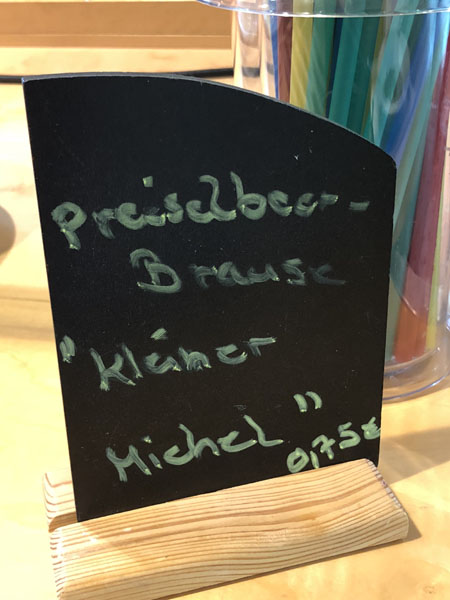 Preiselbeer-
Brause
"Kleiner
Michel"
0,75€